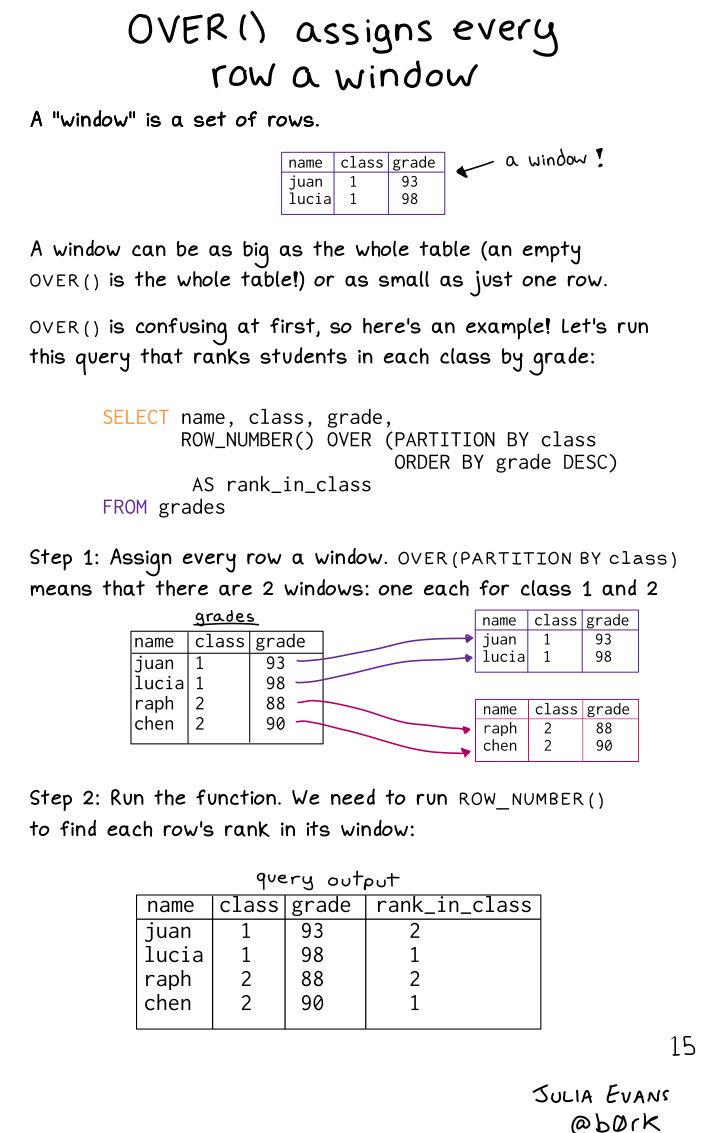 OVER() assigns every
row a window
A "window" is a set of rows.
name class grade
juan 1 93
lucia 1 98
a window!
A window can be as big as the whole table (an empty
OVER() is the whole table!) or as small as just one row.
OVER() is confusing at first, so here's an example! Let's run
this query that ranks students in each class by grade:
SELECT name, class, grade,
ROW_NUMBER() OVER (PARTITION BY class
ORDER BY grade DESC)
AS rank_in_class
FROM grades
Step 1: Assign every row a window. OVER(PARTITION BY class)
means that there are 2 windows: one each for class 1 and 2
grades
name class grade
juan 1 93
lucia 1 98
raph 2 88
chen 2 90
name class grade
juan 1 93
lucia 1 98
name class grade
raph 2 88
chen 2 90
Step 2: Run the function. We need to run ROW_NUMBER()
to find each row's rank in its window:
query output
name class grade rank_in_class
juan 1 93 2
lucia 1 98 1
raph 2 88 2
chen 2 90 1
15
JULIA EVANS
@b0rk